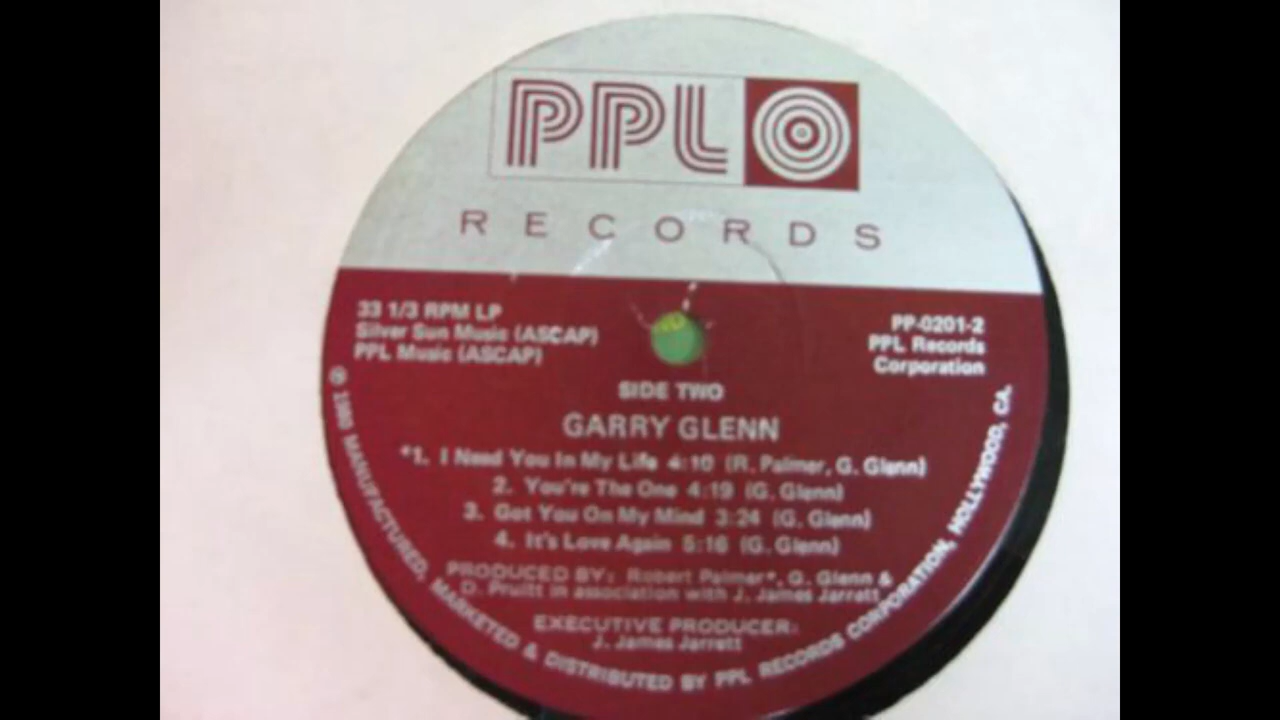 PPL
RECORDS
33 1/3 RPM LP
Silver Sun Music (ASCAP)
PPL Music (ASCAP)
PP-0201-2
PPL Records
Corporation
SIDE TWO
GARRY GLENN
*1. I Need You In My Life 4:10 (R. Palmer, G. Glenn)
2. You're The One 4:19 (G. Glenn)
3. Got You On My Mind 3:24 (G. Glenn)
4. It's Love Again 5:16 (G. Glenn)
PRODUCED BY: Robert Palmer*, G. Glenn &
D. Pruitt in association with J. James Jarrett
EXECUTIVE PRODUCER:
J. James Jarrett
℗ MANUFACTURED, MARKETED & DISTRIBUTED BY PPL RECORDS CORPORATION, HOLLYWOOD, CA.